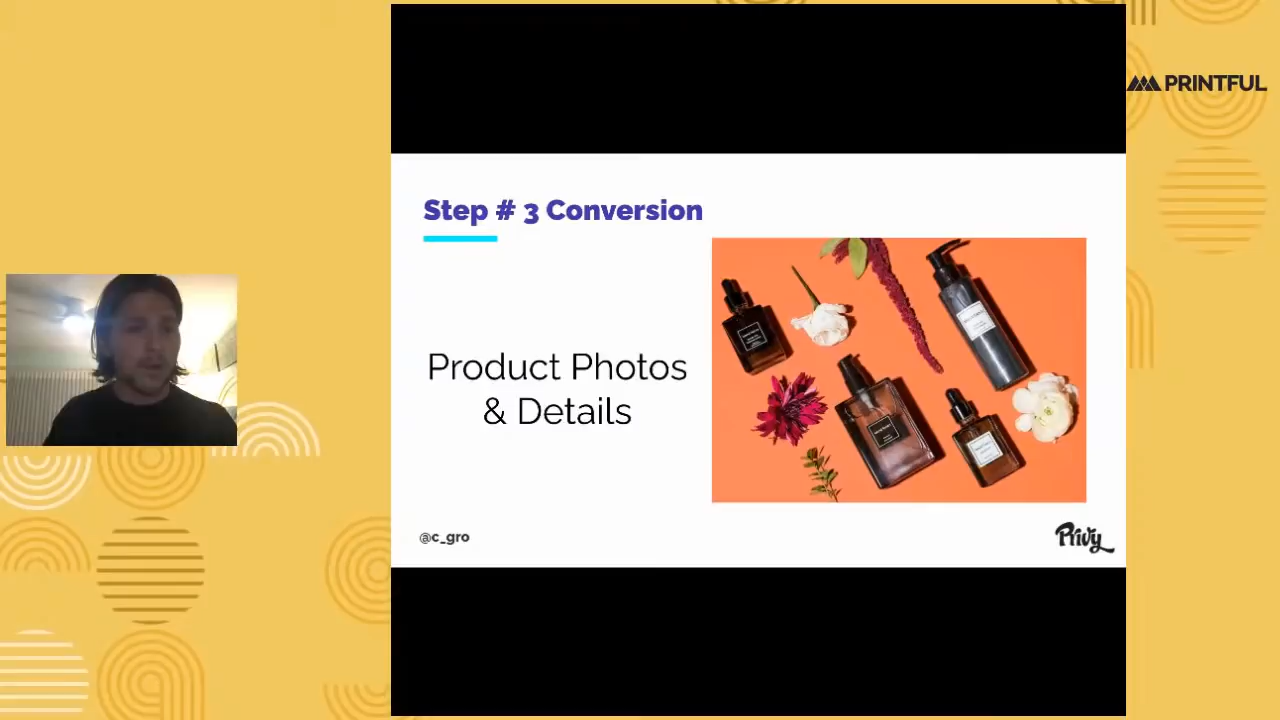 PRINTFUL
Step # 3 Conversion
Product Photos
& Details
@c_gro
Privy